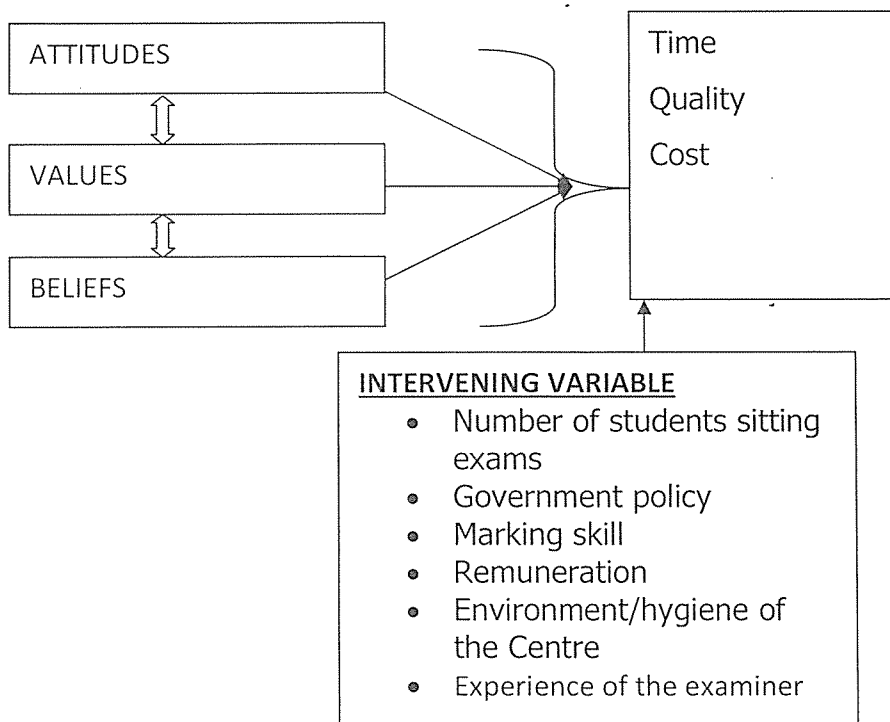 ATTITUDES
VALUES
BELIEFS
Time
Quality
Cost
INTERVENING VARIABLE
• Number of students sitting
exams
• Government policy
• Marking skill
• Remuneration
• Environment/hygiene of
the Centre
• Experience of the examiner